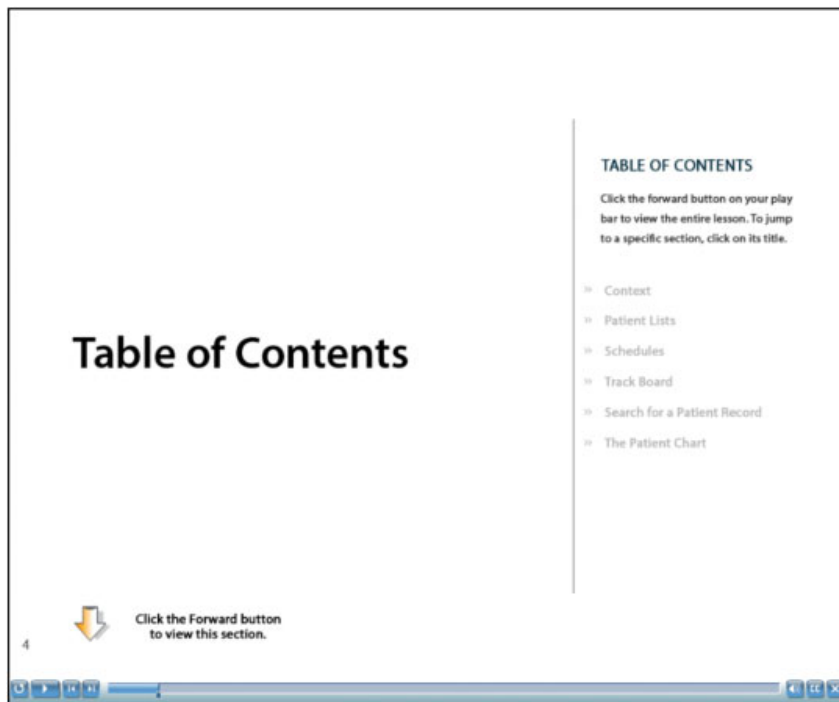 Table of Contents
TABLE OF CONTENTS
Click the forward button on your play
bar to view the entire lesson. To jump
to a specific section, click on its title.
» Context
» Patient Lists
» Schedules
» Track Board
» Search for a Patient Record
» The Patient Chart
Click the Forward button
to view this section.
4
CC